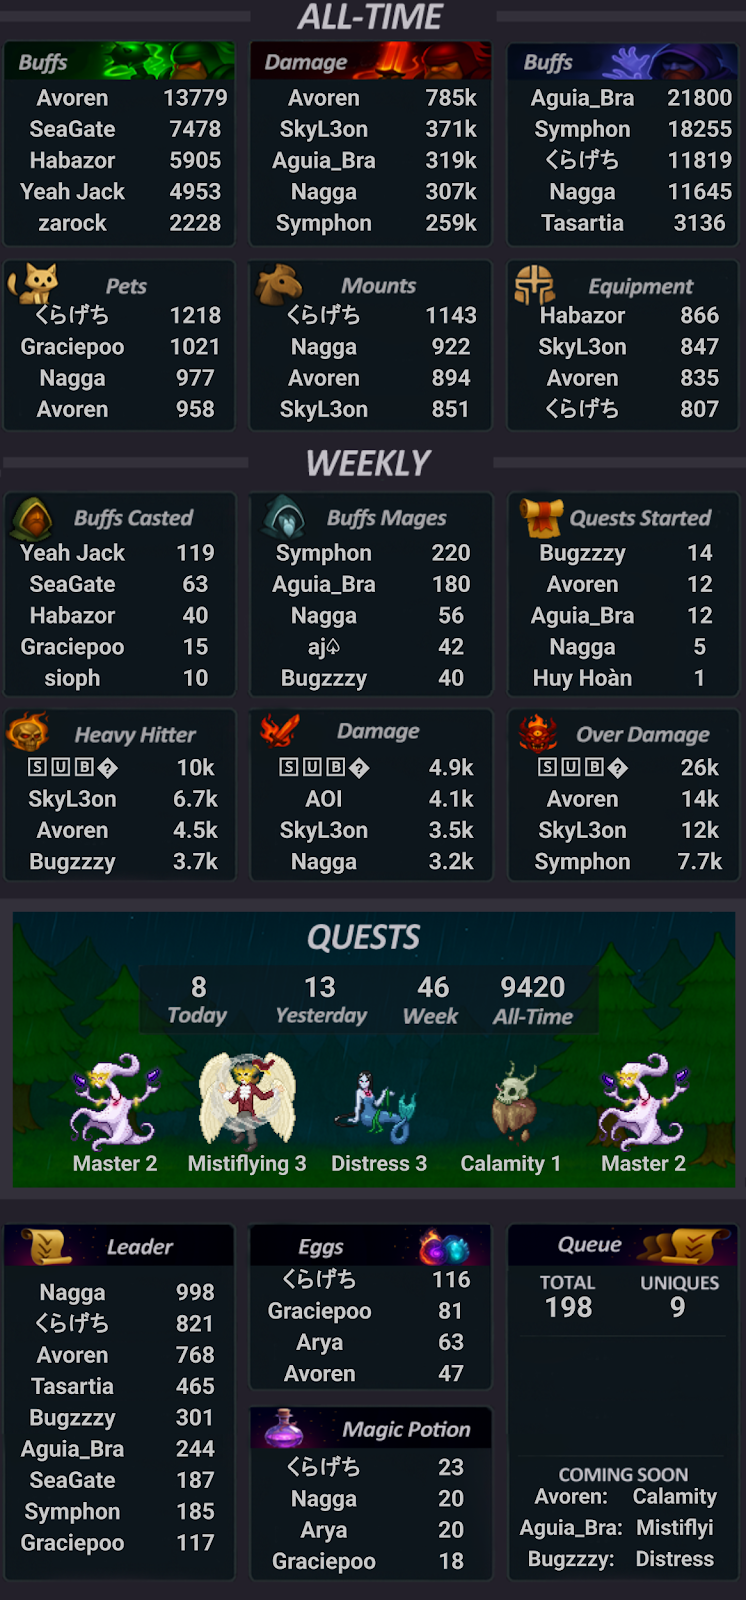 ALL-TIME
Buffs
Avoren 13779
SeaGate 7478
Habazor 5905
Yeah Jack 4953
zarock 2228
Damage
Avoren 785k
SkyL3on 371k
Aguia_Bra 319k
Nagga 307k
Symphon 259k
Buffs
Aguia_Bra 21800
Symphon 18255
くらげち 11819
Nagga 11645
Tasartia 3136
Pets
くらげち 1218
Graciepoo 1021
Nagga 977
Avoren 958
Mounts
くらげち 1143
Nagga 922
Avoren 894
SkyL3on 851
Equipment
Habazor 866
SkyL3on 847
Avoren 835
くらげち 807
WEEKLY
Buffs Casted
Yeah Jack 119
SeaGate 63
Habazor 40
Graciepoo 15
sioph 10
Buffs Mages
Symphon 220
Aguia_Bra 180
Nagga 56
aj♤ 42
Bugzzzy 40
Quests Started
Bugzzzy 14
Avoren 12
Aguia_Bra 12
Nagga 5
Huy Hoàn 1
Heavy Hitter
🅂🅄🄱� 10k
SkyL3on 6.7k
Avoren 4.5k
Bugzzzy 3.7k
Damage
🅂🅄🄱� 4.9k
AOI 4.1k
SkyL3on 3.5k
Nagga 3.2k
Over Damage
🅂🅄🄱� 26k
Avoren 14k
SkyL3on 12k
Symphon 7.7k
QUESTS
8 13 46 9420
Today Yesterday Week All-Time
Master 2 Mistiflying 3 Distress 3 Calamity 1 Master 2
Leader
Nagga 998
くらげち 821
Avoren 768
Tasartia 465
Bugzzzy 301
Aguia_Bra 244
SeaGate 187
Symphon 185
Graciepoo 117
Eggs
くらげち 116
Graciepoo 81
Arya 63
Avoren 47
Magic Potion
くらげち 23
Nagga 20
Arya 20
Graciepoo 18
Queue
TOTAL UNIQUES
198 9
COMING SOON
Avoren: Calamity
Aguia_Bra: Mistiflyi
Bugzzzy: Distress